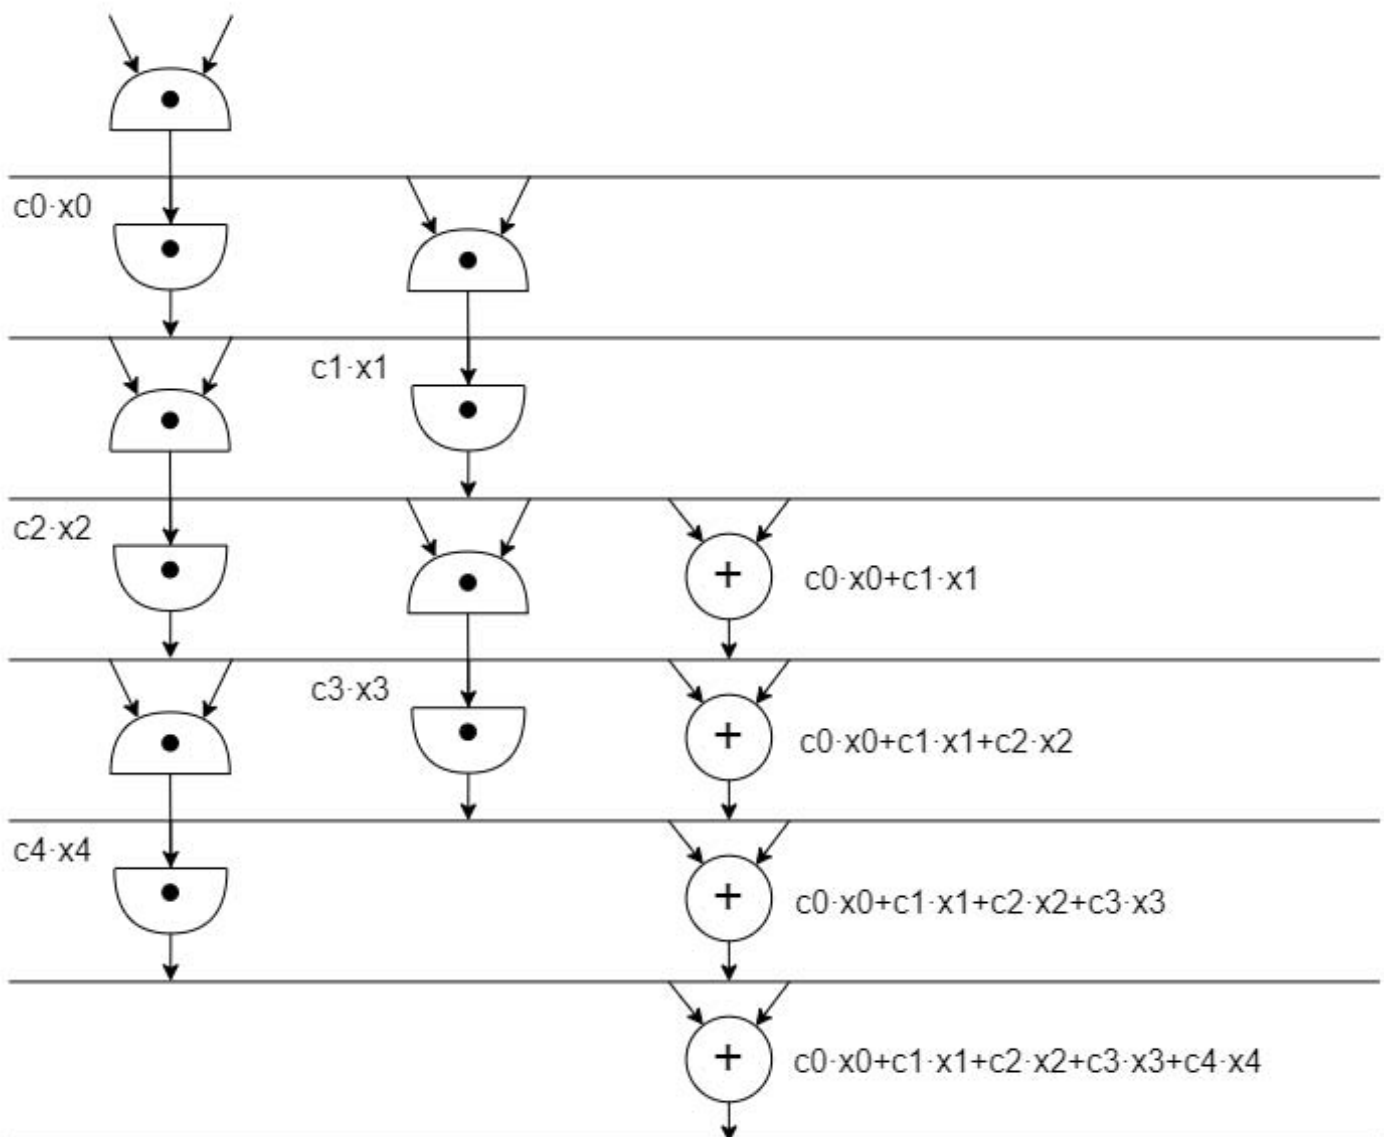 c0·x0
c1·x1
c2·x2
+ c0·x0+c1·x1
c3·x3
+ c0·x0+c1·x1+c2·x2
c4·x4
+ c0·x0+c1·x1+c2·x2+c3·x3
+ c0·x0+c1·x1+c2·x2+c3·x3+c4·x4